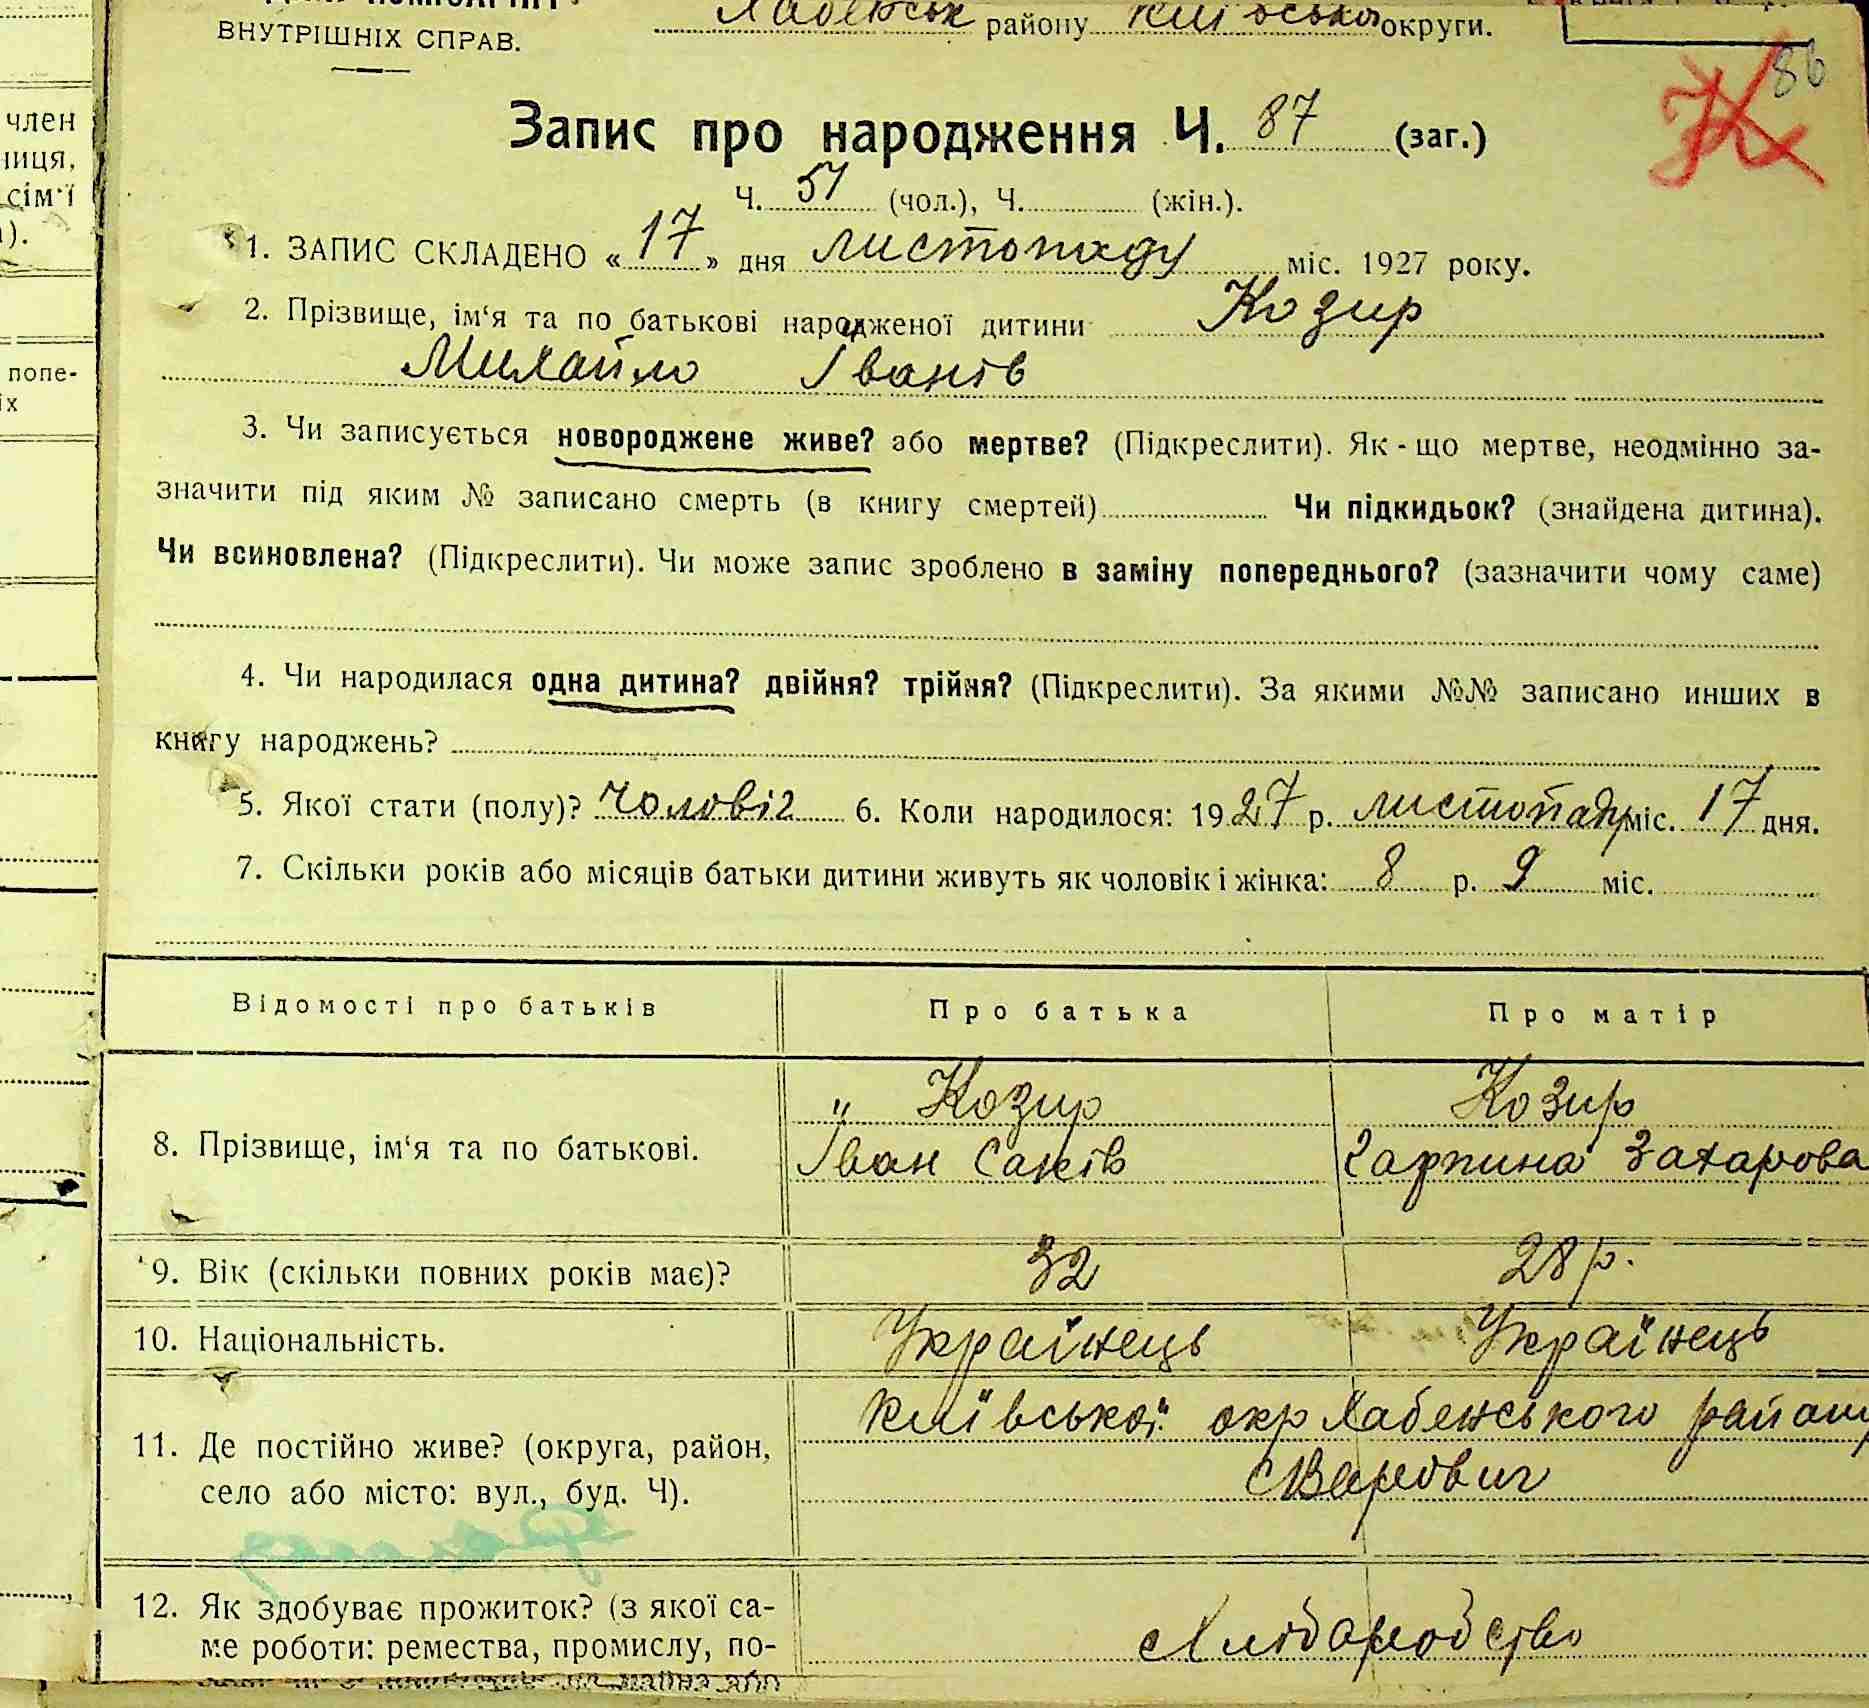 ВНУТРІШНІХ СПРАВ.
району Київської округи.
86
Запис про народження Ч. 87 (заг.)
Ч. 51 (чол.), Ч. (жін.).
1. ЗАПИС СКЛАДЕНО « 17 » дня листопаду міс. 1927 року.
2. Прізвище, ім‘я та по батькові народженої дитини Козир
Михайло Іванів
3. Чи записується новороджене живе? або мертве? (Підкреслити). Як-що мертве, неодмінно за-
значити під яким № записано смерть (в книгу смертей) Чи підкидьок? (знайдена дитина).
Чи всиновлена? (Підкреслити). Чи може запис зроблено в заміну попереднього? (зазначити чому саме)
4. Чи народилася одна дитина? двійня? трійня? (Підкреслити). За якими №№ записано инших в
книгу народжень?
5. Якої стати (полу)? чоловіч 6. Коли народилося: 1927 р. листопаду міс. 17 дня.
7. Скільки років або місяців батьки дитини живуть як чоловік і жінка: 8 р. 9 міс.
Відомості про батьків Про батька Про матір
8. Прізвище, ім‘я та по батькові. „ Козир Козир
Іван Саків Гарпина Захарова
9. Вік (скільки повних років має)? 32 28 р.
10. Національність. Українець Українець
11. Де постійно живе? (округа, район, Київської окр Хабенського району
село або місто: вул., буд. Ч). с Варович
12. Як здобуває прожиток? (з якої са- Хліборобство
ме роботи: ремества, промислу, по-
член
ниця,
сім‘ї
попе-
іх